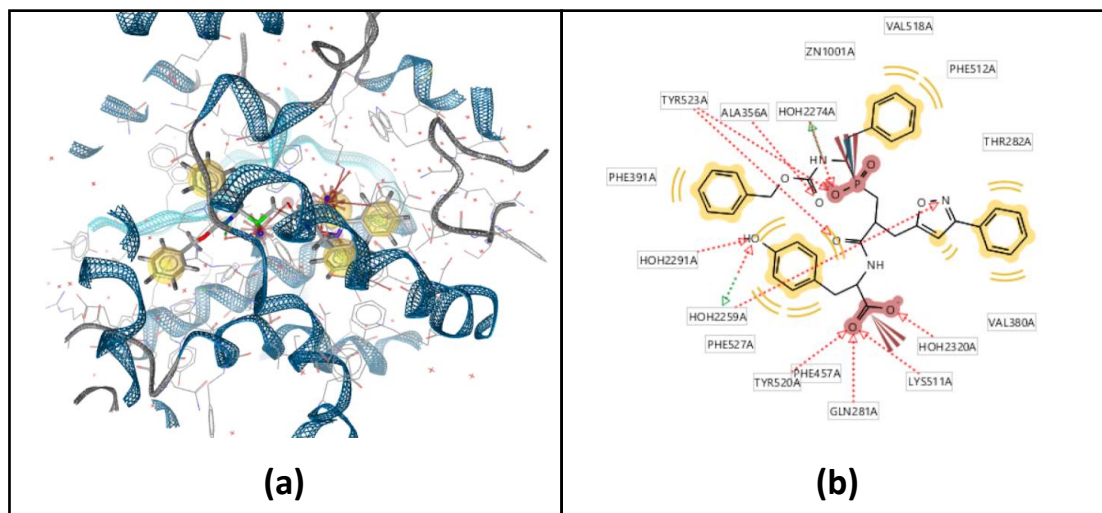 VAL518A
ZN1001A
PHE512A
TYR523A
ALA356A
HOH2274A
THR282A
PHE391A
HN
O
P
O
O
O
O
N
O
HO
O
HOH2291A
NH
HOH2259A
O
O
VAL380A
PHE527A
HOH2320A
PHE457A
TYR520A
LYS511A
GLN281A
(a)
(b)